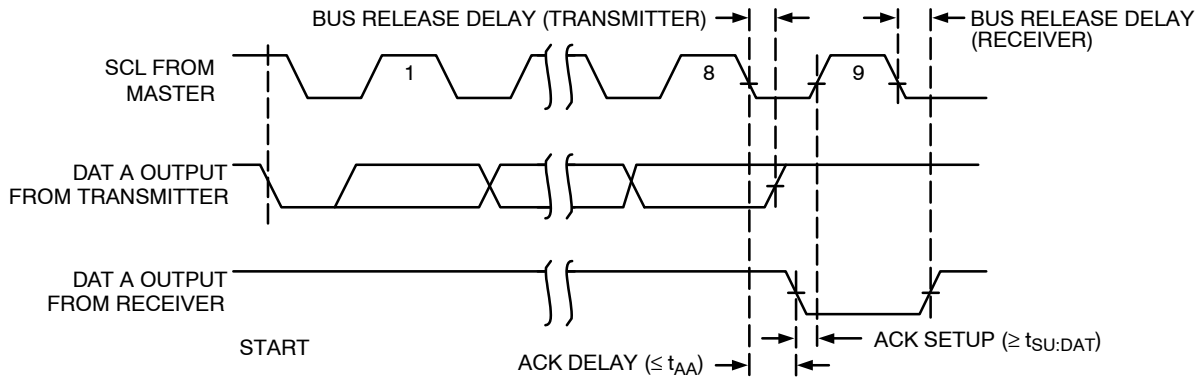 BUS RELEASE DELAY (TRANSMITTER)
BUS RELEASE DELAY
(RECEIVER)
SCL FROM
MASTER
1
8
9
DAT A OUTPUT
FROM TRANSMITTER
DAT A OUTPUT
FROM RECEIVER
START
ACK SETUP (≥ tSU:DAT)
ACK DELAY (≤ tAA)